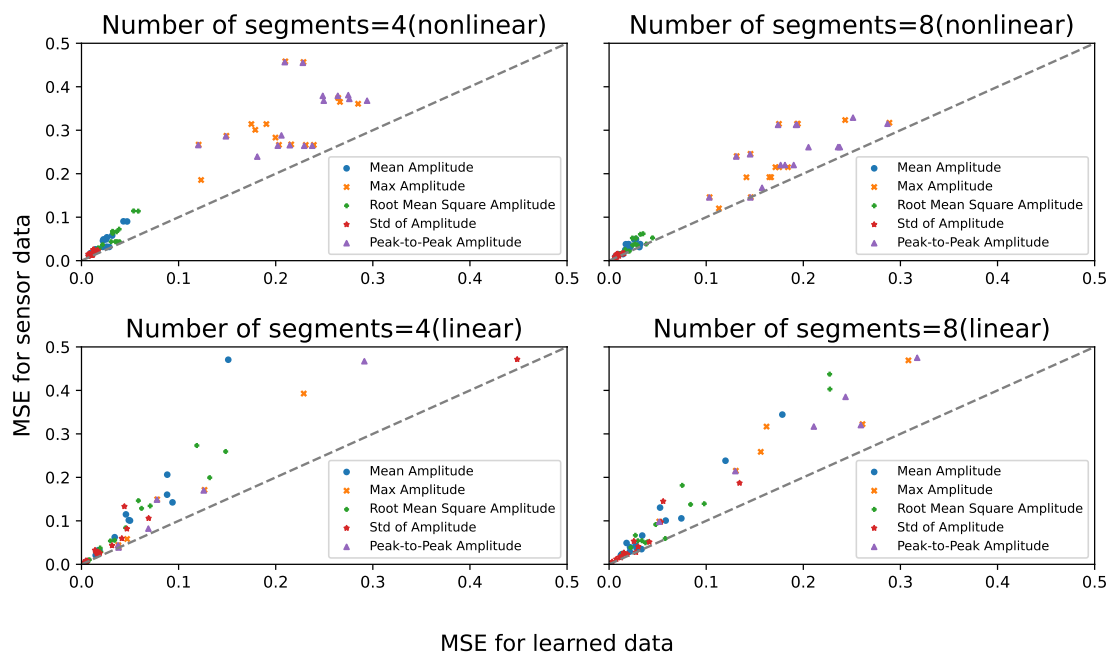 Number of segments=4(nonlinear)
0.5
0.4
0.3
0.2
0.1
0.0
0.0 0.1 0.2 0.3 0.4 0.5
Mean Amplitude
Max Amplitude
Root Mean Square Amplitude
Std of Amplitude
Peak-to-Peak Amplitude
Number of segments=8(nonlinear)
0.0 0.1 0.2 0.3 0.4 0.5
Mean Amplitude
Max Amplitude
Root Mean Square Amplitude
Std of Amplitude
Peak-to-Peak Amplitude
MSE for sensor data
Number of segments=4(linear)
0.5
0.4
0.3
0.2
0.1
0.0
0.0 0.1 0.2 0.3 0.4 0.5
Mean Amplitude
Max Amplitude
Root Mean Square Amplitude
Std of Amplitude
Peak-to-Peak Amplitude
Number of segments=8(linear)
0.0 0.1 0.2 0.3 0.4 0.5
Mean Amplitude
Max Amplitude
Root Mean Square Amplitude
Std of Amplitude
Peak-to-Peak Amplitude
MSE for learned data